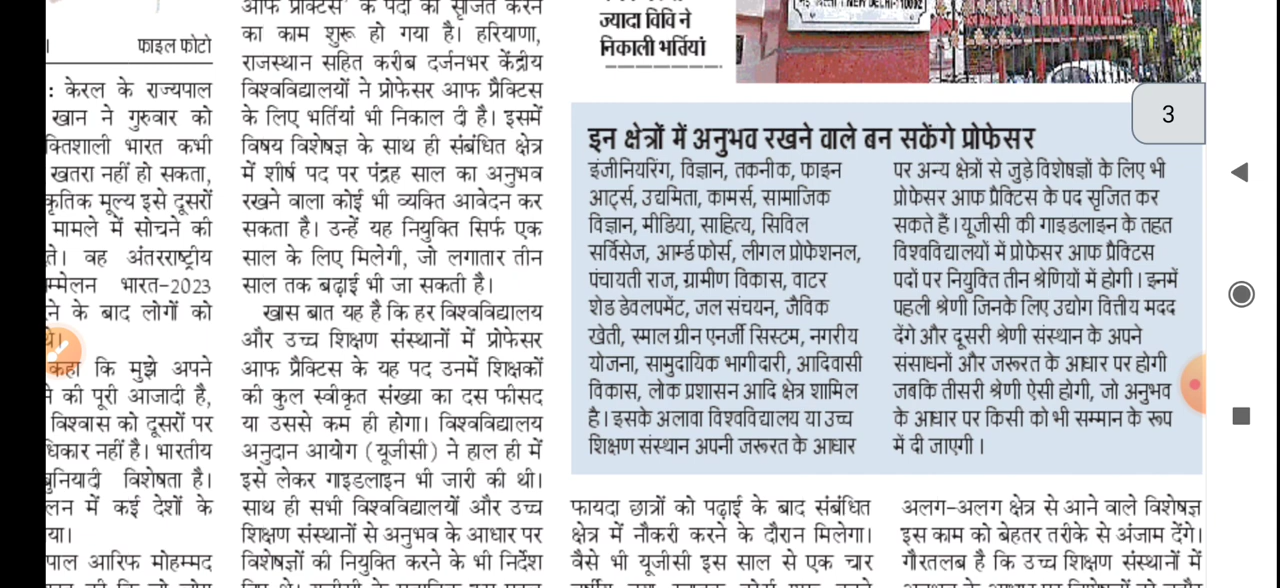 फाइल फोटो
: केरल के राज्यपाल
खान ने गुरुवार को
क्तिशाली भारत कभी
खतरा नहीं हो सकता,
कृतिक मूल्य इसे दूसरों
मामले में सोचने की
ते। वह अंतरराष्ट्रीय
म्मेलन भारत-2023
ने के बाद लोगों को
थे।
कहा कि मुझे अपने
की पूरी आजादी है,
विश्वास को दूसरों पर
धिकार नहीं है। भारतीय
बुनियादी विशेषता है।
लन में कई देशों के
या।
पाल आरिफ मोहम्मद
आफ प्रैक्टिस' के पदों को सृजित करने
का काम शुरू हो गया है। हरियाणा,
राजस्थान सहित करीब दर्जनभर केंद्रीय
विश्वविद्यालयों ने प्रोफेसर आफ प्रैक्टिस
के लिए भर्तियां भी निकाल दी है। इसमें
विषय विशेषज्ञ के साथ ही संबंधित क्षेत्र
में शीर्ष पद पर पंद्रह साल का अनुभव
रखने वाला कोई भी व्यक्ति आवेदन कर
सकता है। उन्हें यह नियुक्ति सिर्फ एक
साल के लिए मिलेगी, जो लगातार तीन
साल तक बढ़ाई भी जा सकती है।
खास बात यह है कि हर विश्वविद्यालय
और उच्च शिक्षण संस्थानों में प्रोफेसर
आफ प्रैक्टिस के यह पद उनमें शिक्षकों
की कुल स्वीकृत संख्या का दस फीसद
या उससे कम ही होगा। विश्वविद्यालय
अनुदान आयोग (यूजीसी) ने हाल ही में
इसे लेकर गाइडलाइन भी जारी की थी।
साथ ही सभी विश्वविद्यालयों और उच्च
शिक्षण संस्थानों से अनुभव के आधार पर
विशेषज्ञों की नियुक्ति करने के भी निर्देश
ज्यादा विवि ने
निकाली भर्तियां
NEW DELHI-110002
3
इन क्षेत्रों में अनुभव रखने वाले बन सकेंगे प्रोफेसर
इंजीनियरिंग, विज्ञान, तकनीक, फाइन
आर्ट्स, उद्यमिता, कामर्स, सामाजिक
विज्ञान, मीडिया, साहित्य, सिविल
सर्विसेज, आर्म्ड फोर्स, लीगल प्रोफेशनल,
पंचायती राज, ग्रामीण विकास, वाटर
शेड डेवलपमेंट, जल संचयन, जैविक
खेती, स्माल ग्रीन एनर्जी सिस्टम, नगरीय
योजना, सामुदायिक भागीदारी, आदिवासी
विकास, लोक प्रशासन आदि क्षेत्र शामिल
है। इसके अलावा विश्वविद्यालय या उच्च
शिक्षण संस्थान अपनी जरूरत के आधार
पर अन्य क्षेत्रों से जुड़े विशेषज्ञों के लिए भी
प्रोफेसर आफ प्रैक्टिस के पद सृजित कर
सकते हैं। यूजीसी की गाइडलाइन के तहत
विश्वविद्यालयों में प्रोफेसर आफ प्रैक्टिस
पदों पर नियुक्ति तीन श्रेणियों में होगी। इनमें
पहली श्रेणी जिनके लिए उद्योग वित्तीय मदद
देंगे और दूसरी श्रेणी संस्थान के अपने
संसाधनों और जरूरत के आधार पर होगी
जबकि तीसरी श्रेणी ऐसी होगी, जो अनुभव
के आधार पर किसी को भी सम्मान के रूप
में दी जाएगी।
फायदा छात्रों को पढ़ाई के बाद संबंधित
क्षेत्र में नौकरी करने के दौरान मिलेगा।
वैसे भी यूजीसी इस साल से एक चार
अलग-अलग क्षेत्र से आने वाले विशेषज्ञ
इस काम को बेहतर तरीके से अंजाम देंगे।
गौरतलब है कि उच्च शिक्षण संस्थानों में